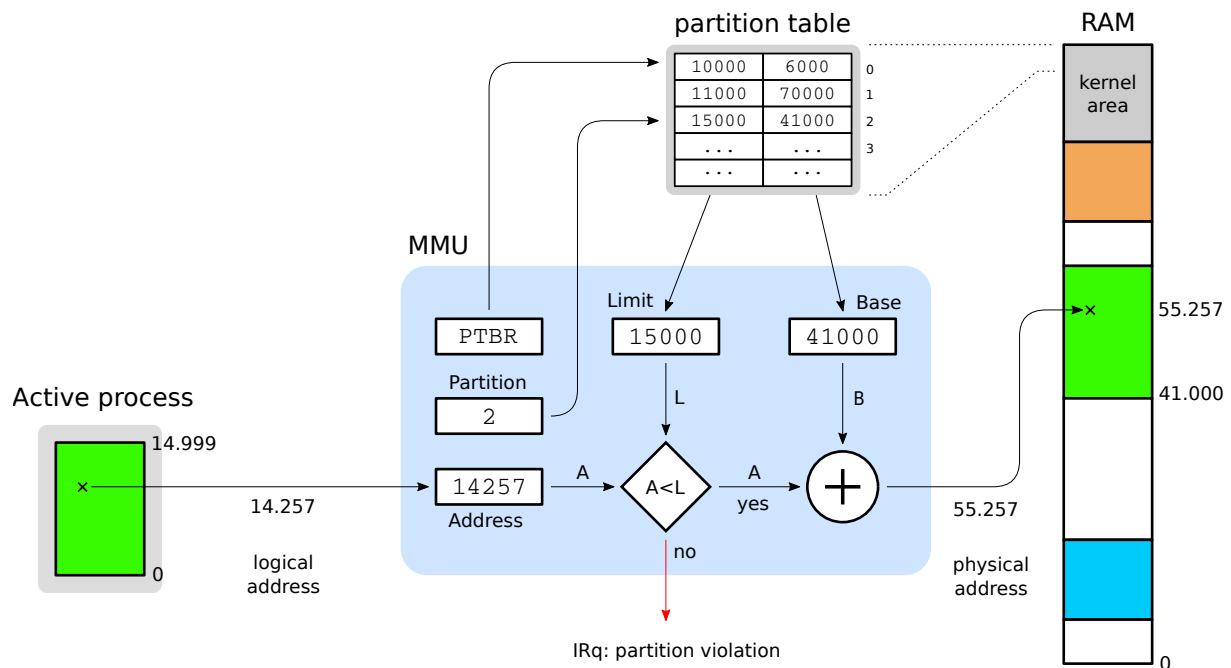 partition table
RAM
10000 6000 0
11000 70000 1
15000 41000 2
... ... 3
... ...
kernel
area
MMU
Limit
Base
PTBR
15000
41000
55.257
Partition
2
L
B
41.000
Active process
14.999
14257
A
A<L
A
yes
14.257
Address
55.257
no
logical
address
physical
address
0
IRq: partition violation
0